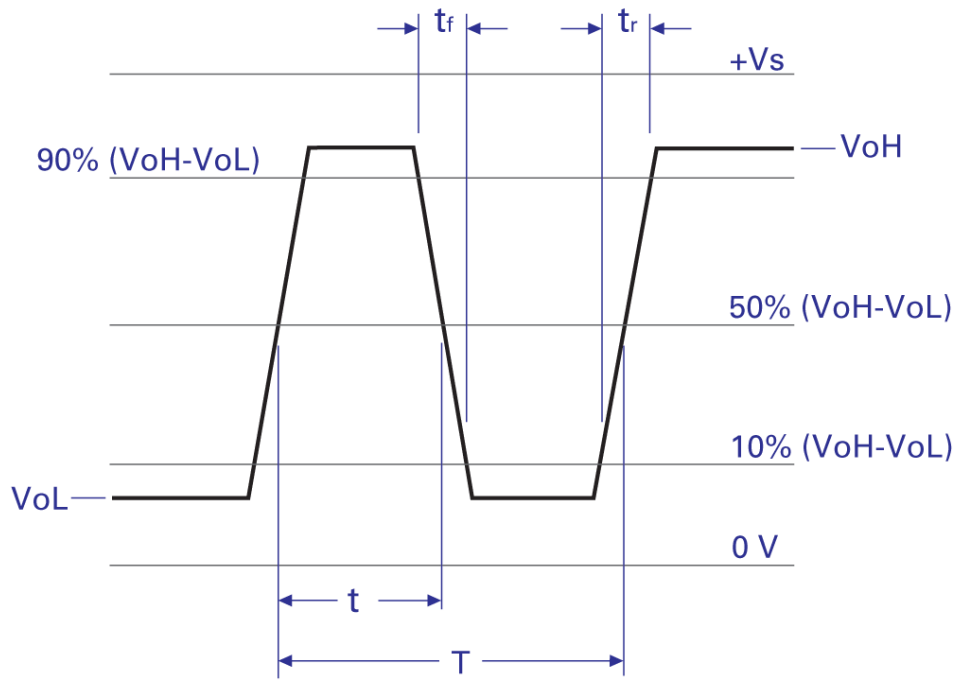 tf
tr
+Vs
90% (VoH-VoL)
VoH
50% (VoH-VoL)
10% (VoH-VoL)
VoL
0 V
t
T